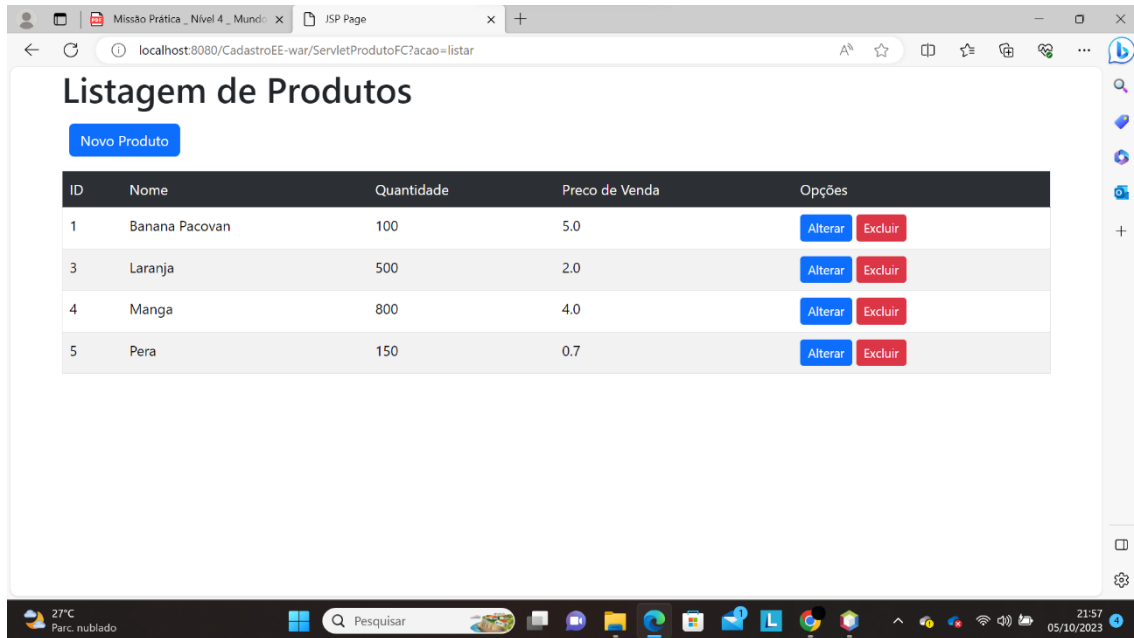 Missão Prática _ Nível 4 _ Mundo
JSP Page
localhost:8080/CadastroEE-war/ServletProdutoFC?acao=listar
Listagem de Produtos
Novo Produto
ID Nome Quantidade Preco de Venda Opções
1 Banana Pacovan 100 5.0 Alterar Excluir
3 Laranja 500 2.0 Alterar Excluir
4 Manga 800 4.0 Alterar Excluir
5 Pera 150 0.7 Alterar Excluir
27°C
Parc. nublado
Pesquisar
21:57
05/10/2023
4